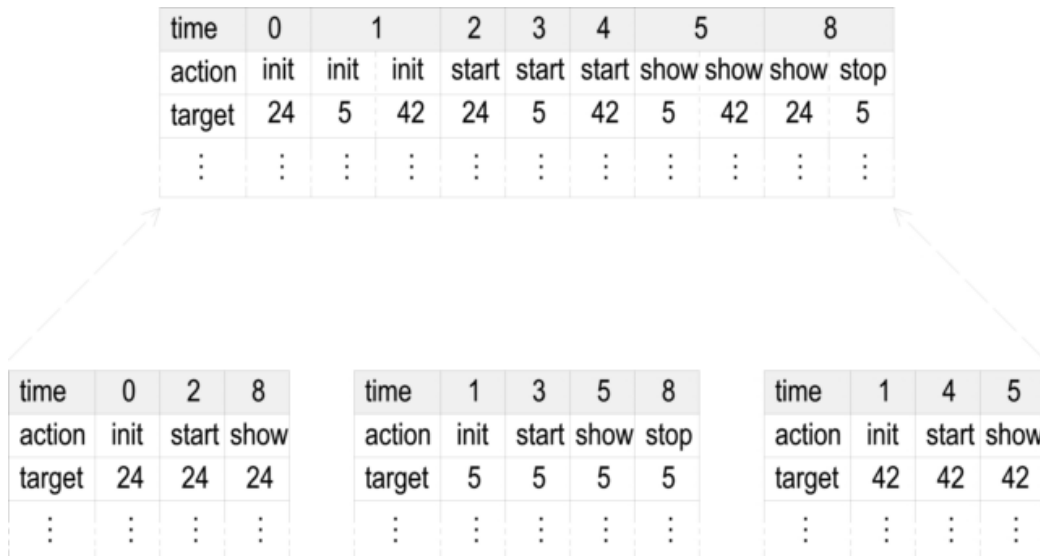 time 0 1 2 3 4 5 8
action init init init start start start show show show stop
target 24 5 42 24 5 42 5 42 24 5
⋮ ⋮ ⋮ ⋮ ⋮ ⋮ ⋮ ⋮ ⋮ ⋮ ⋮
time 0 2 8
action init start show
target 24 24 24
⋮ ⋮ ⋮ ⋮
time 1 3 5 8
action init start show stop
target 5 5 5 5
⋮ ⋮ ⋮ ⋮ ⋮
time 1 4 5
action init start show
target 42 42 42
⋮ ⋮ ⋮ ⋮